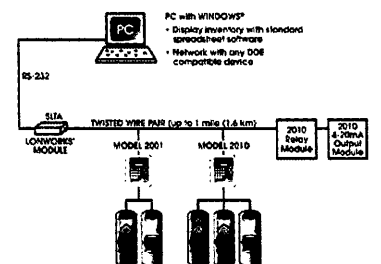 PC with WINDOWS®
PC
• Display inventory with standard
spreadsheet software
• Network with any DDE
compatible device
RS-232
SLTA
LONWORKS'
MODULE
TWISTED WIRE PAIR (up to 1 mile (1.6 km)
MODEL 2001
MODEL 2010
2010
Relay
Module
2010
4-20mA
Output
Module